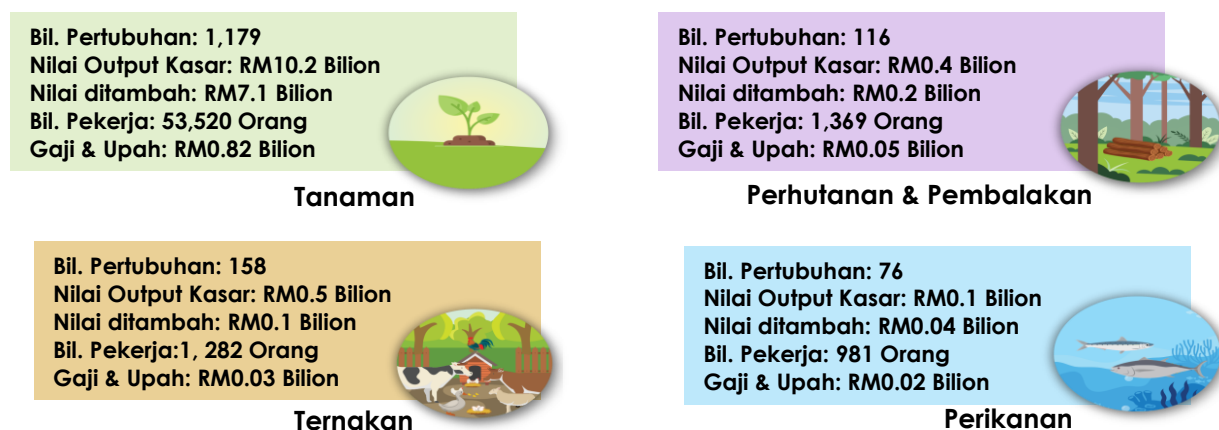 Bil. Pertubuhan: 1,179
Nilai Output Kasar: RM10.2 Bilion
Nilai ditambah: RM7.1 Bilion
Bil. Pekerja: 53,520 Orang
Gaji & Upah: RM0.82 Bilion
Tanaman
Bil. Pertubuhan: 116
Nilai Output Kasar: RM0.4 Bilion
Nilai ditambah: RM0.2 Bilion
Bil. Pekerja: 1,369 Orang
Gaji & Upah: RM0.05 Bilion
Perhutanan & Pembalakan
Bil. Pertubuhan: 158
Nilai Output Kasar: RM0.5 Bilion
Nilai ditambah: RM0.1 Bilion
Bil. Pekerja:1, 282 Orang
Gaji & Upah: RM0.03 Bilion
Ternakan
Bil. Pertubuhan: 76
Nilai Output Kasar: RM0.1 Bilion
Nilai ditambah: RM0.04 Bilion
Bil. Pekerja: 981 Orang
Gaji & Upah: RM0.02 Bilion
Perikanan